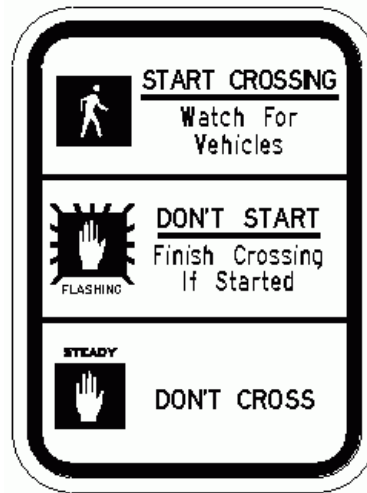 START CROSSING
Watch For
Vehicles
DON'T START
Finish Crossing
If Started
FLASHING
STEADY
DON'T CROSS